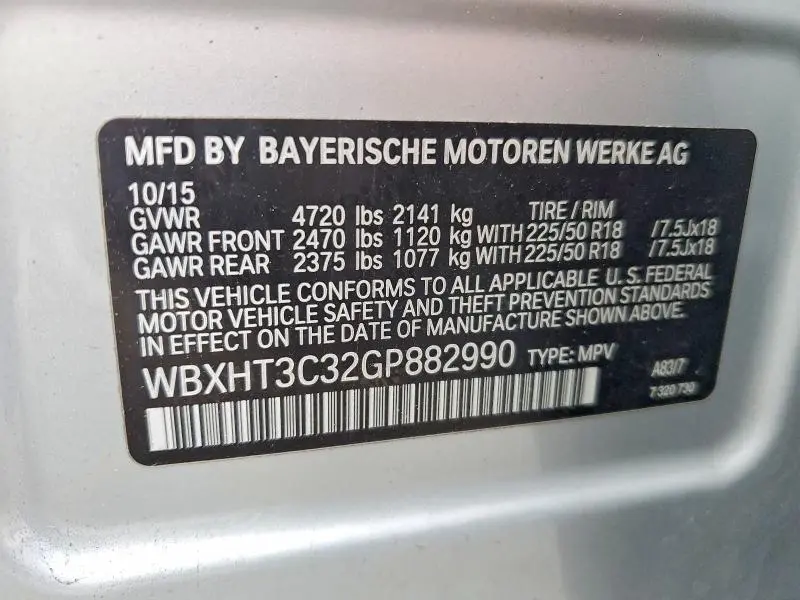 MFD BY BAYERISCHE MOTOREN WERKE AG
10/15
GVWR 4720 lbs 2141 kg TIRE / RIM
GAWR FRONT 2470 lbs 1120 kg WITH 225/50 R18 /7.5Jx18
GAWR REAR 2375 lbs 1077 kg WITH 225/50 R18 /7.5Jx18
THIS VEHICLE CONFORMS TO ALL APPLICABLE U.S. FEDERAL
MOTOR VEHICLE SAFETY AND THEFT PREVENTION STANDARDS
IN EFFECT ON THE DATE OF MANUFACTURE SHOWN ABOVE.
WBXHT3C32GP882990 TYPE: MPV A83/7
7 320 730